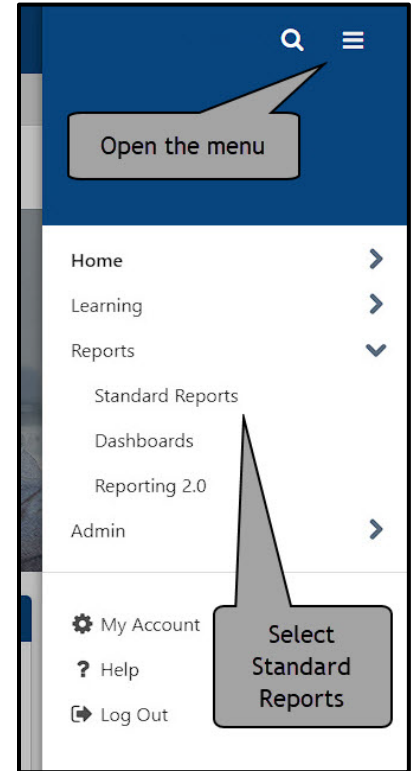 Open the menu
Home
Learning
Reports
Standard Reports
Dashboards
Reporting 2.0
Admin
My Account
Help
Log Out
Select
Standard
Reports